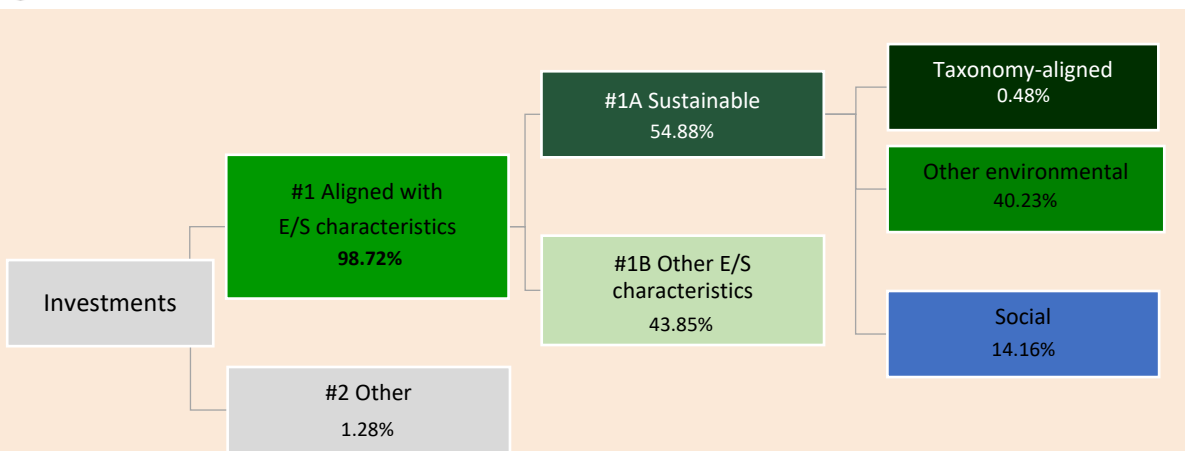 Investments
#1 Aligned with
E/S characteristics
98.72%
#2 Other
1.28%
#1A Sustainable
54.88%
#1B Other E/S
characteristics
43.85%
Taxonomy-aligned
0.48%
Other environmental
40.23%
Social
14.16%